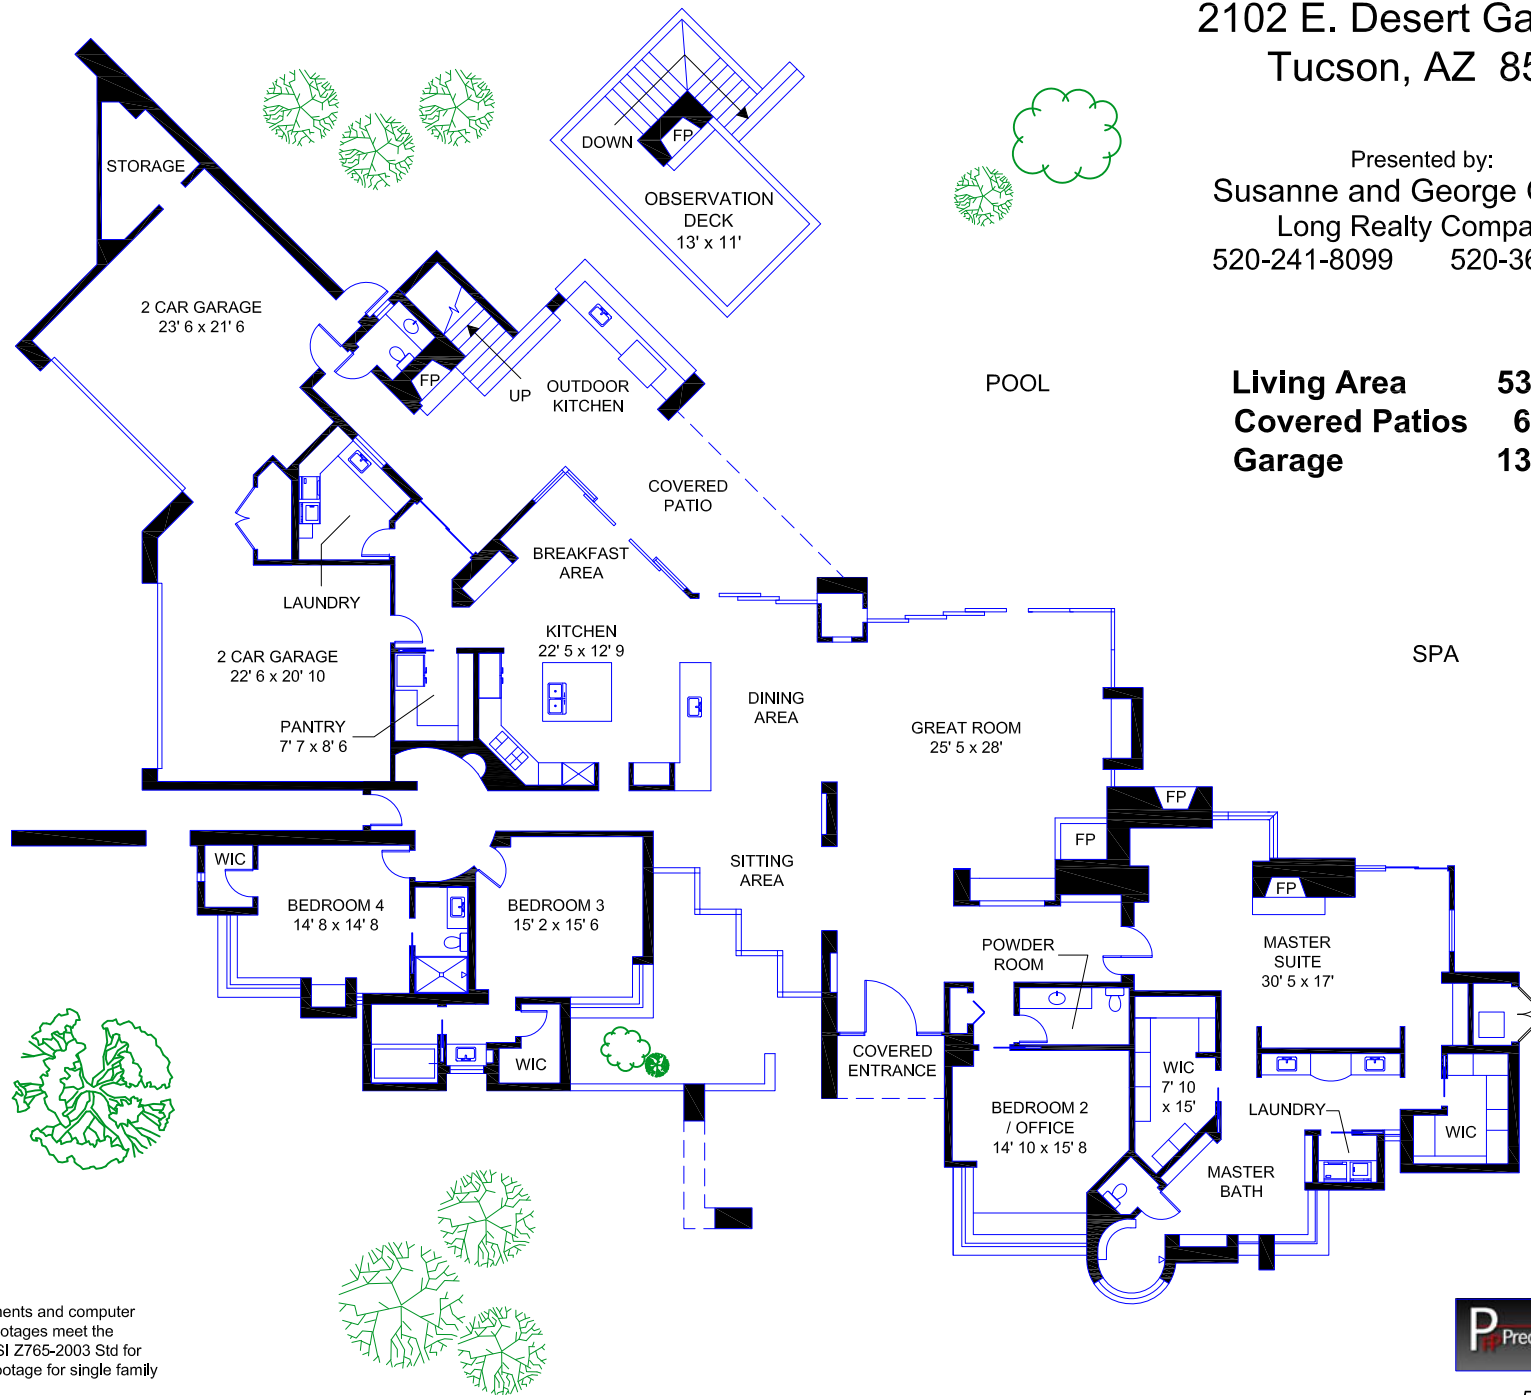 2102 E. Desert Ga
Tucson, AZ 85
Presented by:
Susanne and George
Long Realty Compa
520-241-8099 520-36
Living Area 53
Covered Patios 6
Garage 13
STORAGE
DOWN
FP
OBSERVATION
DECK
13' x 11'
2 CAR GARAGE
23' 6 x 21' 6
FP
UP
OUTDOOR
KITCHEN
POOL
COVERED
PATIO
BREAKFAST
AREA
LAUNDRY
KITCHEN
22' 5 x 12' 9
2 CAR GARAGE
22' 6 x 20' 10
SPA
DINING
AREA
PANTRY
7' 7 x 8' 6
GREAT ROOM
25' 5 x 28'
FP
FP
WIC
SITTING
AREA
FP
BEDROOM 4
14' 8 x 14' 8
BEDROOM 3
15' 2 x 15' 6
POWDER
ROOM
MASTER
SUITE
30' 5 x 17'
WIC
COVERED
ENTRANCE
WIC
7' 10
x 15'
BEDROOM 2
/ OFFICE
14' 10 x 15' 8
LAUNDRY
WIC
MASTER
BATH
nents and computer
otages meet the
SI Z765-2003 Std for
ootage for single family
PFP Prec